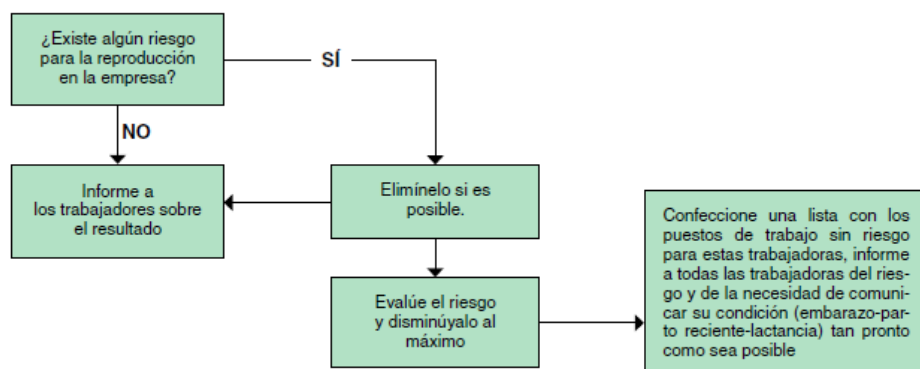 ¿Existe algún riesgo
para la reproducción
en la empresa?
SÍ
NO
Informe a
los trabajadores sobre
el resultado
Elimínelo si es
posible.
Evalúe el riesgo
y disminúyalo al
máximo
Confeccione una lista con los
puestos de trabajo sin riesgo
para estas trabajadoras, informe
a todas las trabajadoras del ries-
go y de la necesidad de comuni-
car su condición (embarazo-par-
to reciente-lactancia) tan pronto
como sea posible